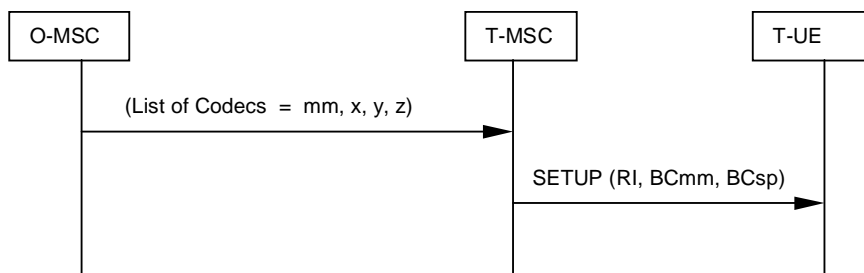 O-MSC
T-MSC
T-UE
(List of Codecs = mm, x, y, z)
SETUP (RI, BCmm, BCsp)